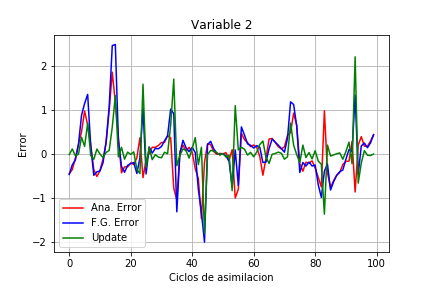 Variable 2
2
1
0
−1
−2
Error
Ana. Error
F.G. Error
Update
0
20
40
60
80
100
Ciclos de asimilacion